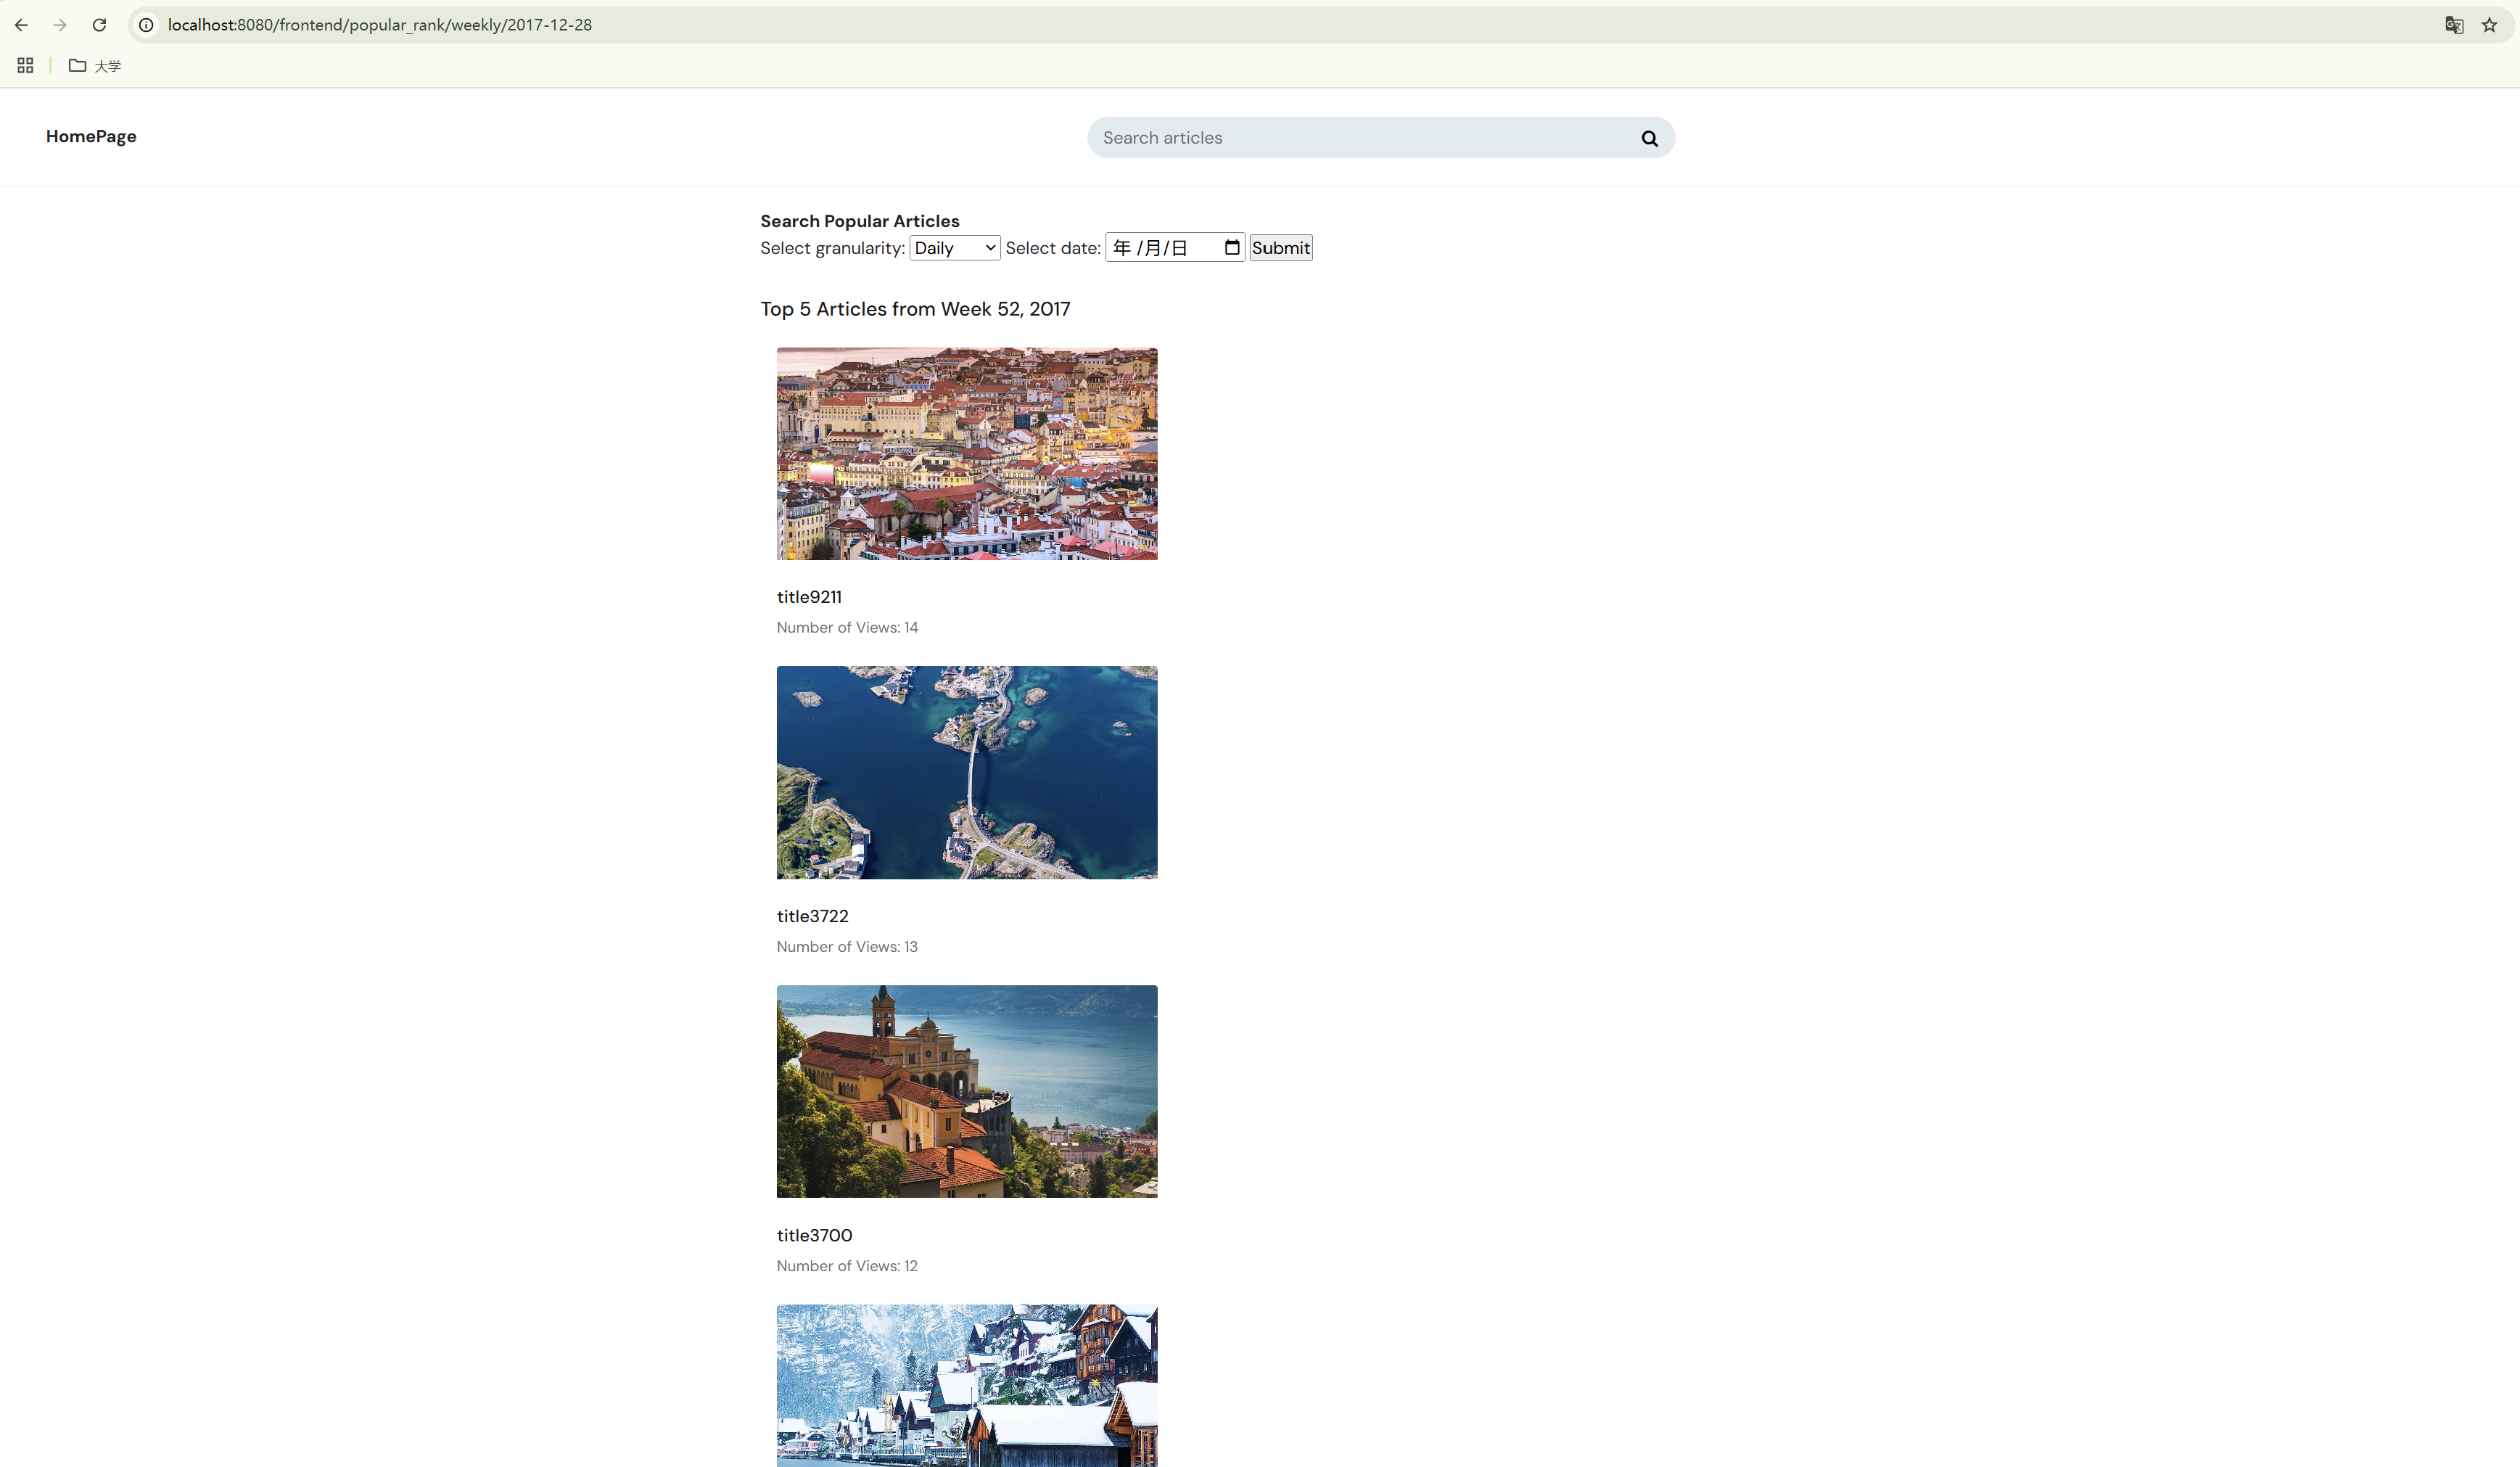 localhost:8080/frontend/popular_rank/weekly/2017-12-28
大学
HomePage
Search articles
Search Popular Articles
Select granularity: Daily Select date: 年 /月/日 Submit
Top 5 Articles from Week 52, 2017
title9211
Number of Views: 14
title3722
Number of Views: 13
title3700
Number of Views: 12